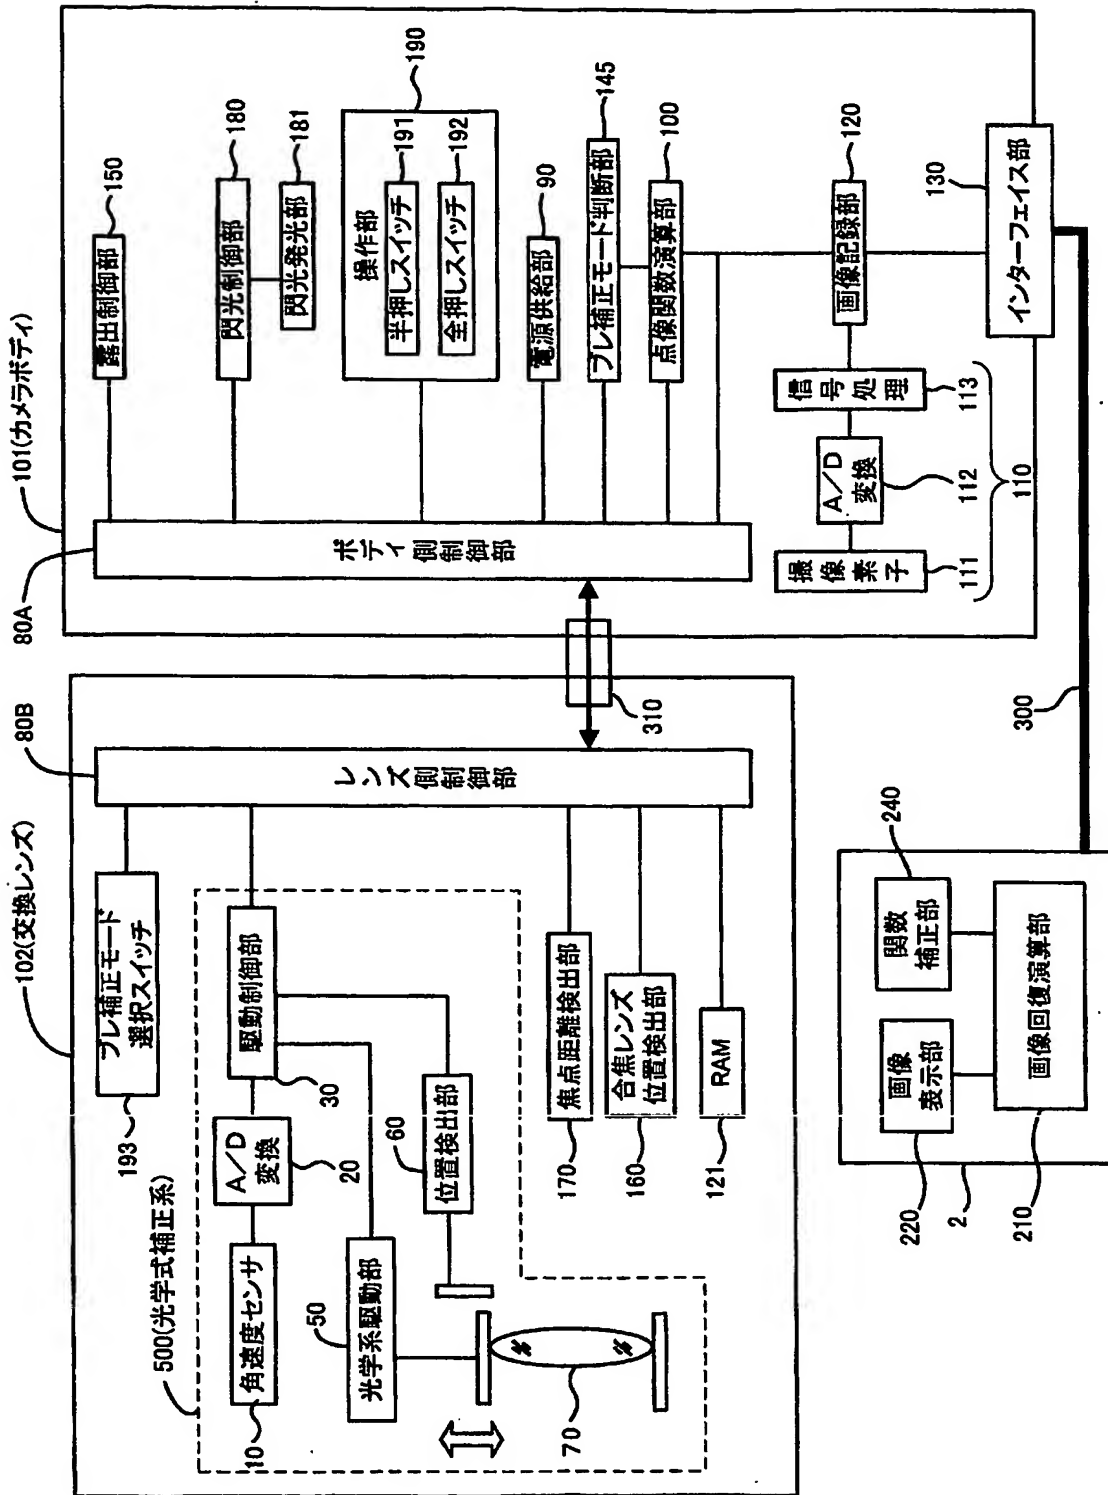 102(交換レンズ)
193
ブレ補正モード
選択スイッチ
500(光学式補正系)
10
角速度センサ
A/D
変換
20
駆動制御部
30
50
光学系駆動部
60
位置検出部
70
170
焦点距離検出部
160
合焦レンズ
位置検出部
121
RAM
80B
レンズ側制御部
310
101(カメラボディ)
80A
ボディ側制御部
露出制御部
150
閃光制御部
180
閃光発光部
181
操作部
190
半押しスイッチ
191
全押しスイッチ
192
電源供給部
90
ブレ補正モード判断部
145
点像関数演算部
100
撮像素子
111
A/D
変換
112
信号処理
113
110
画像記録部
120
インターフェイス部
130
300
2
220
画像
表示部
240
関数
補正部
210
画像回復演算部